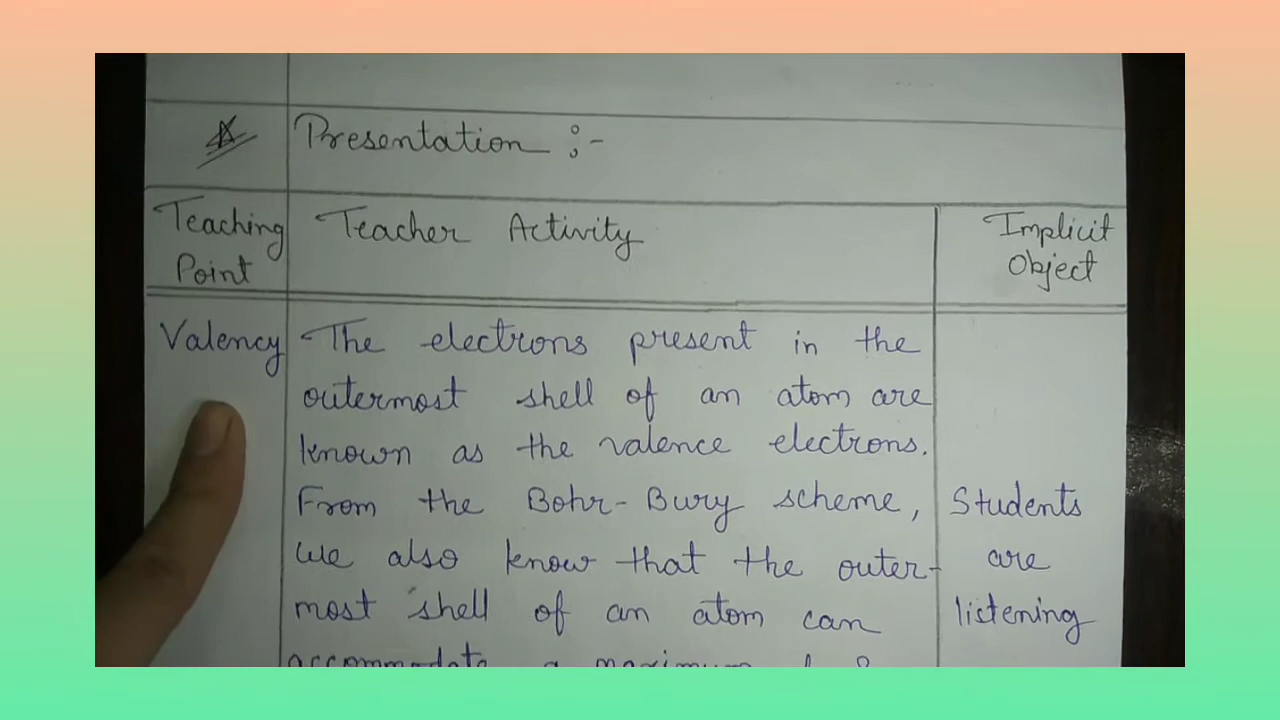 Presentation :-
Teaching Point
Teacher Activity
Implicit Object
Valency
The electrons present in the
outermost shell of an atom are
known as the valence electrons.
From the Bohr-Bury scheme,
we also know that the outer-
most shell of an atom can
accommodate a maximum
Students
are
listening